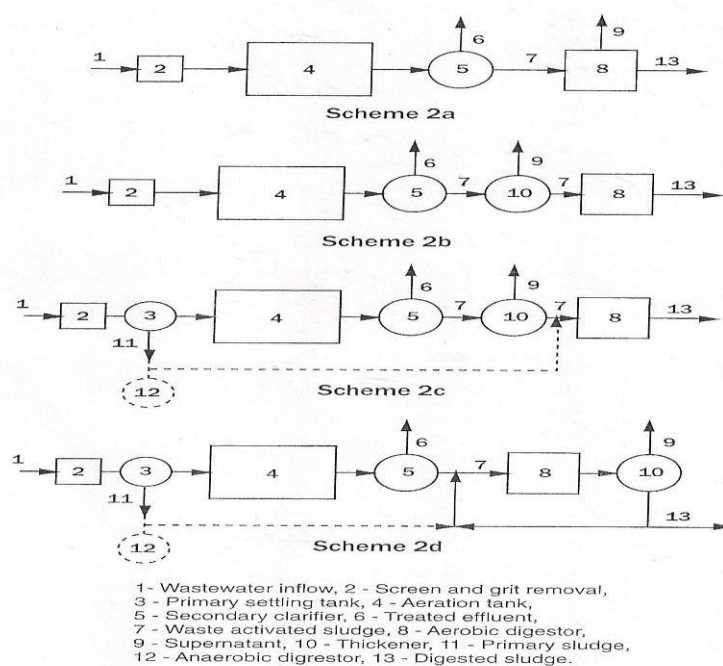 1 2 4 5 6 7 8 9 13
Scheme 2a
1 2 4 5 6 7 10 9 7 8 13
Scheme 2b
1 2 3 4 5 6 7 10 9 7 8 13
11
12
Scheme 2c
1 2 3 4 5 6 7 8 10 9
11 13
12
Scheme 2d
1- Wastewater inflow, 2 - Screen and grit removal,
3 - Primary settling tank, 4 - Aeration tank,
5 - Secondary clarifier, 6 - Treated effluent,
7 - Waste activated sludge, 8 - Aerobic digestor,
9 - Supernatant, 10 - Thickener, 11 - Primary sludge,
12 - Anaerobic digrestor, 13 - Digested sludge.